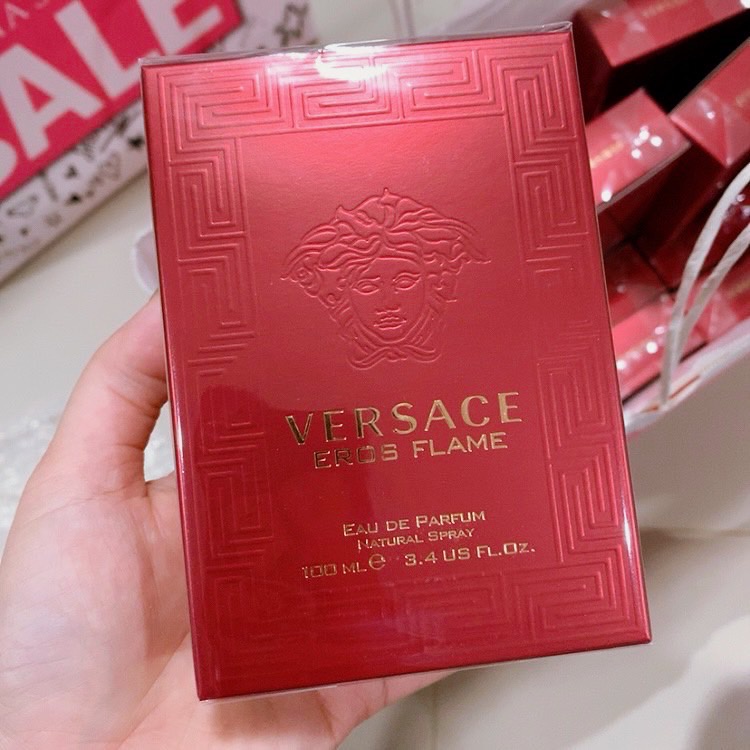 SALE
VERSACE
EROS FLAME
EAU DE PARFUM
NATURAL SPRAY
100 ML ℮ 3.4 US FL.OZ.